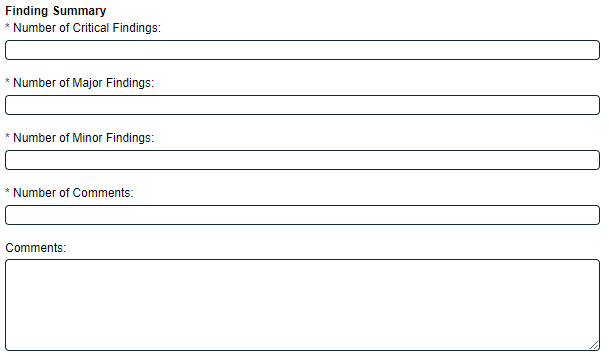 Finding Summary
* Number of Critical Findings:
* Number of Major Findings:
* Number of Minor Findings:
* Number of Comments:
Comments: